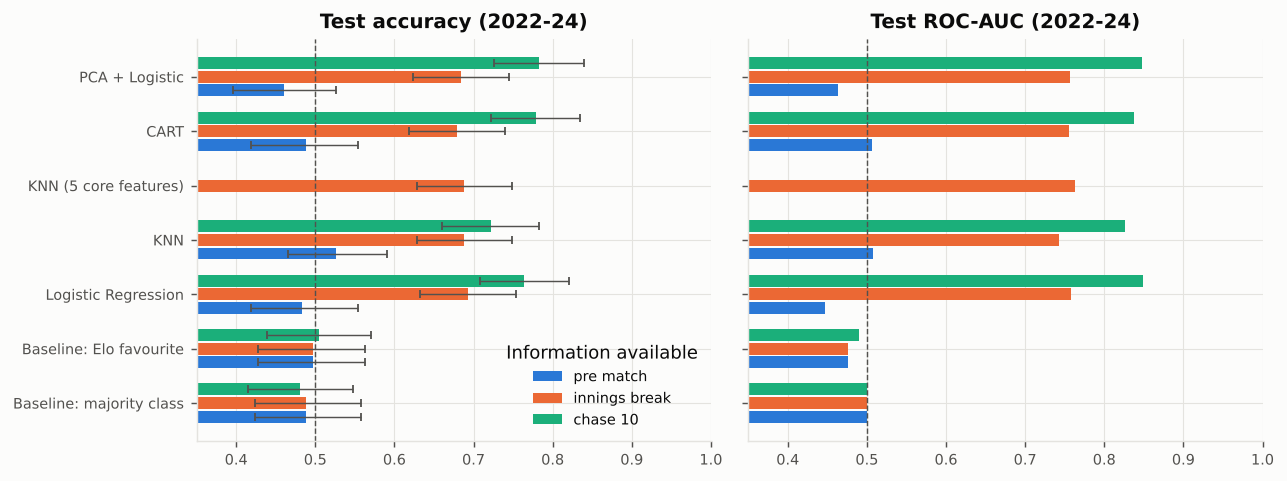 Test accuracy (2022-24)
Test ROC-AUC (2022-24)
PCA + Logistic
CART
KNN (5 core features)
KNN
Logistic Regression
Baseline: Elo favourite
Baseline: majority class
Information available
pre match
innings break
chase 10
0.4 0.5 0.6 0.7 0.8 0.9 1.0
0.4 0.5 0.6 0.7 0.8 0.9 1.0